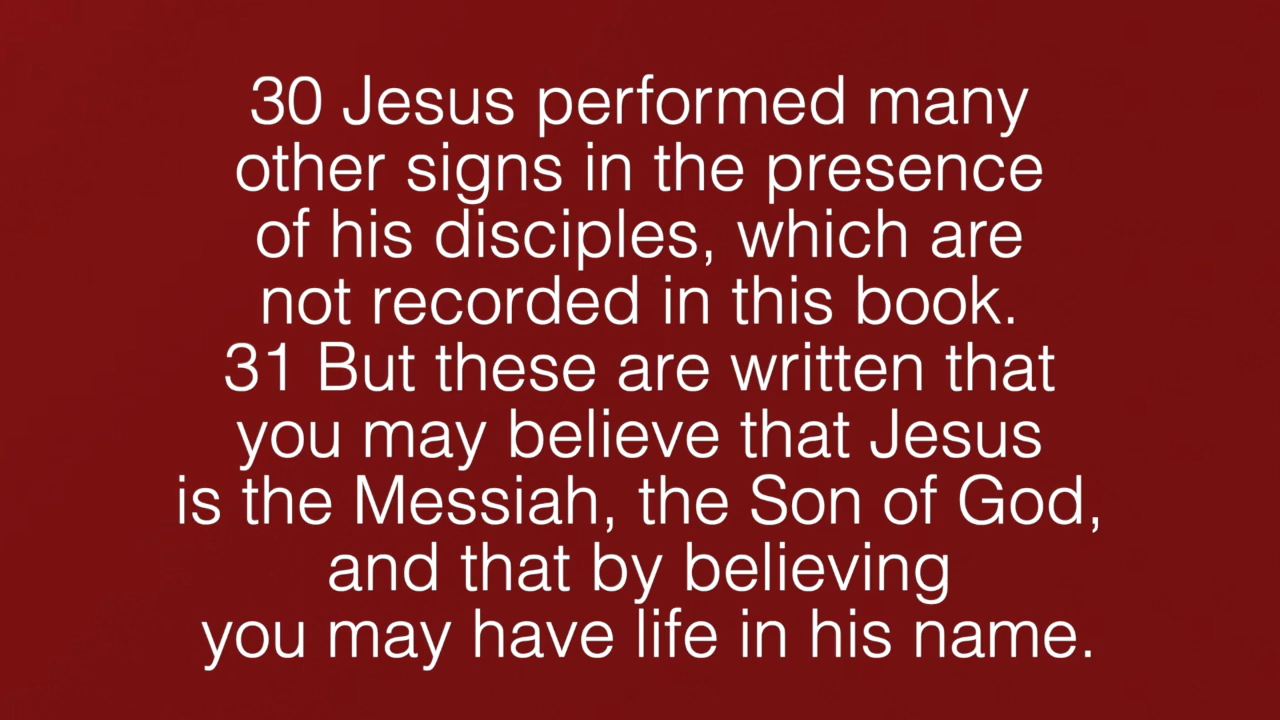 30 Jesus performed many
other signs in the presence
of his disciples, which are
not recorded in this book.
31 But these are written that
you may believe that Jesus
is the Messiah, the Son of God,
and that by believing
you may have life in his name.